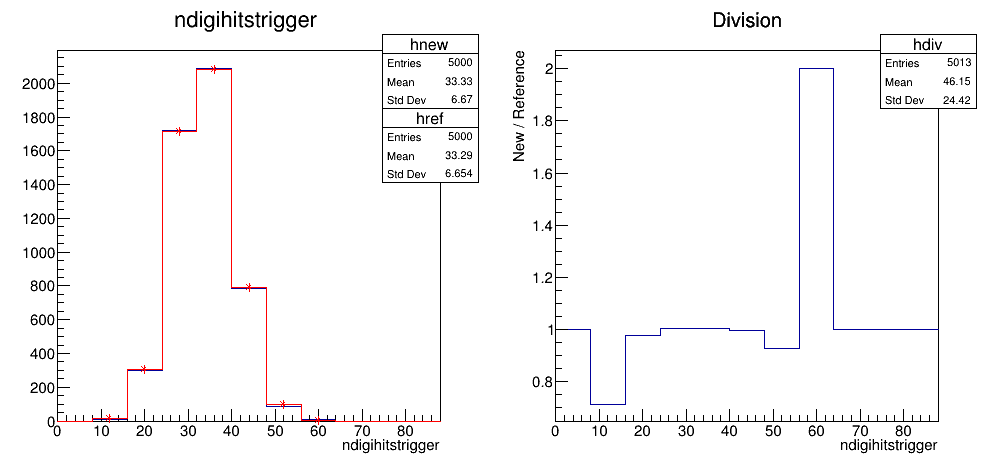 ndigihitstrigger
hnew
Entries 5000
Mean 33.33
Std Dev 6.67
href
Entries 5000
Mean 33.29
Std Dev 6.654
2000
1800
1600
1400
1200
1000
800
600
400
200
0
0 10 20 30 40 50 60 70 80
ndigihitstrigger
Division
hdiv
Entries 5013
Mean 46.15
Std Dev 24.42
New / Reference
2
1.8
1.6
1.4
1.2
1
0.8
0 10 20 30 40 50 60 70 80
ndigihitstrigger